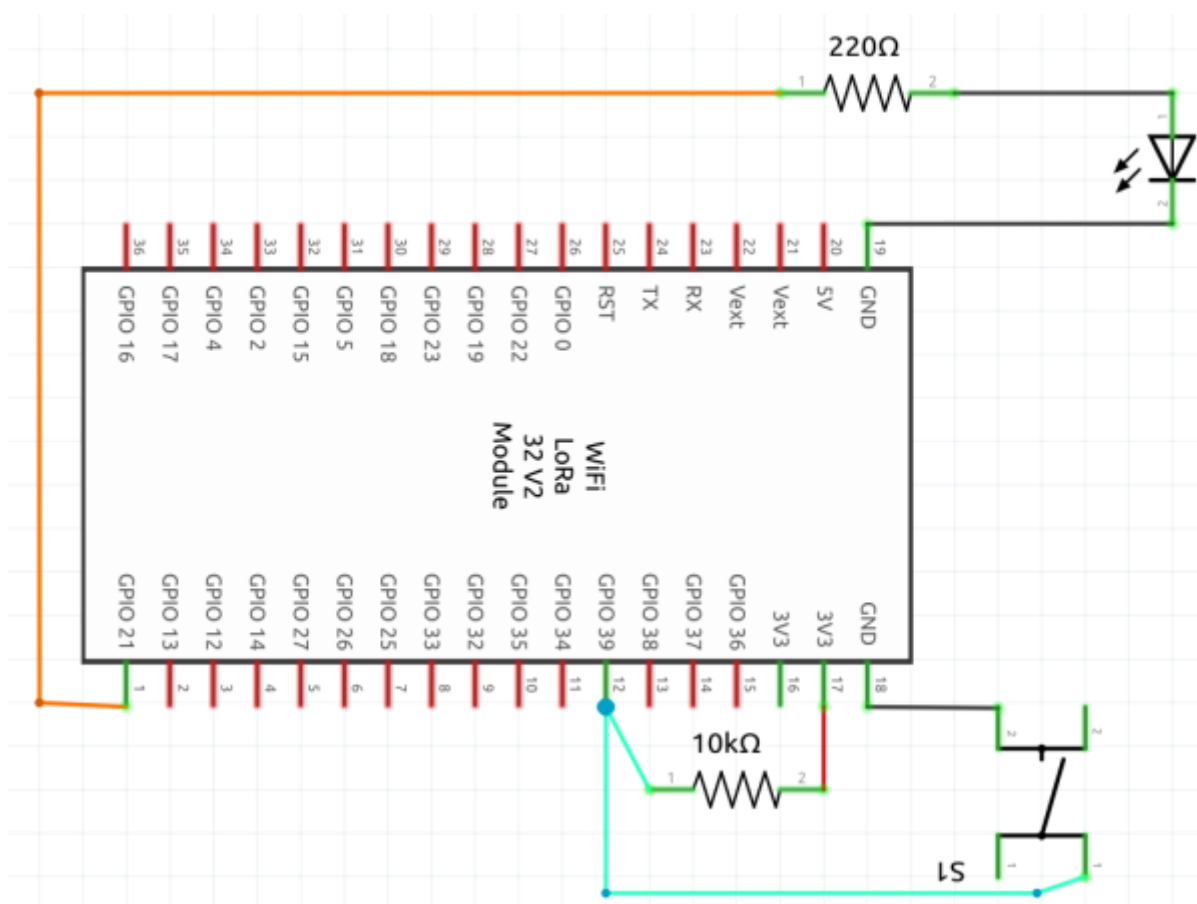 220Ω
1
2
1
2
36
35
34
33
32
31
30
29
28
27
26
25
24
23
22
21
20
19
GPIO 16
GPIO 17
GPIO 4
GPIO 2
GPIO 15
GPIO 5
GPIO 18
GPIO 23
GPIO 19
GPIO 22
GPIO 0
RST
TX
RX
Vext
Vext
5V
GND
WiFi
LoRa
32 V2
Module
GPIO 21
GPIO 13
GPIO 12
GPIO 14
GPIO 27
GPIO 26
GPIO 25
GPIO 33
GPIO 32
GPIO 35
GPIO 34
GPIO 39
GPIO 38
GPIO 37
GPIO 36
3V3
3V3
GND
1
2
3
4
5
6
7
8
9
10
11
12
13
14
15
16
17
18
10kΩ
1
2
2
2
S1
1
1